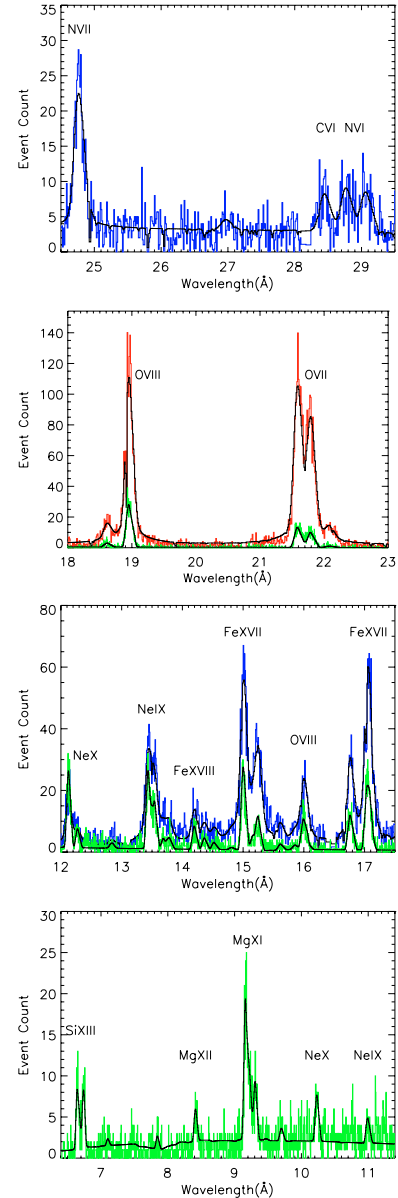 35
NVII
30
25
20
CVI NVI
15
10
5
0
Event Count
25 26 27 28 29
Wavelength(Å)
140
OVIII OVII
120
100
80
60
40
20
Event Count
18 19 20 21 22 23
Wavelength(Å)
80
FeXVII FeXVII
60
NeIX
OVIII
40
NeX FeXVIII
20
0
Event Count
12 13 14 15 16 17
Wavelength(Å)
30
MgXI
25
20
SiXIII
15
MgXII NeX NeIX
10
5
0
Event Count
7 8 9 10 11
Wavelength(Å)